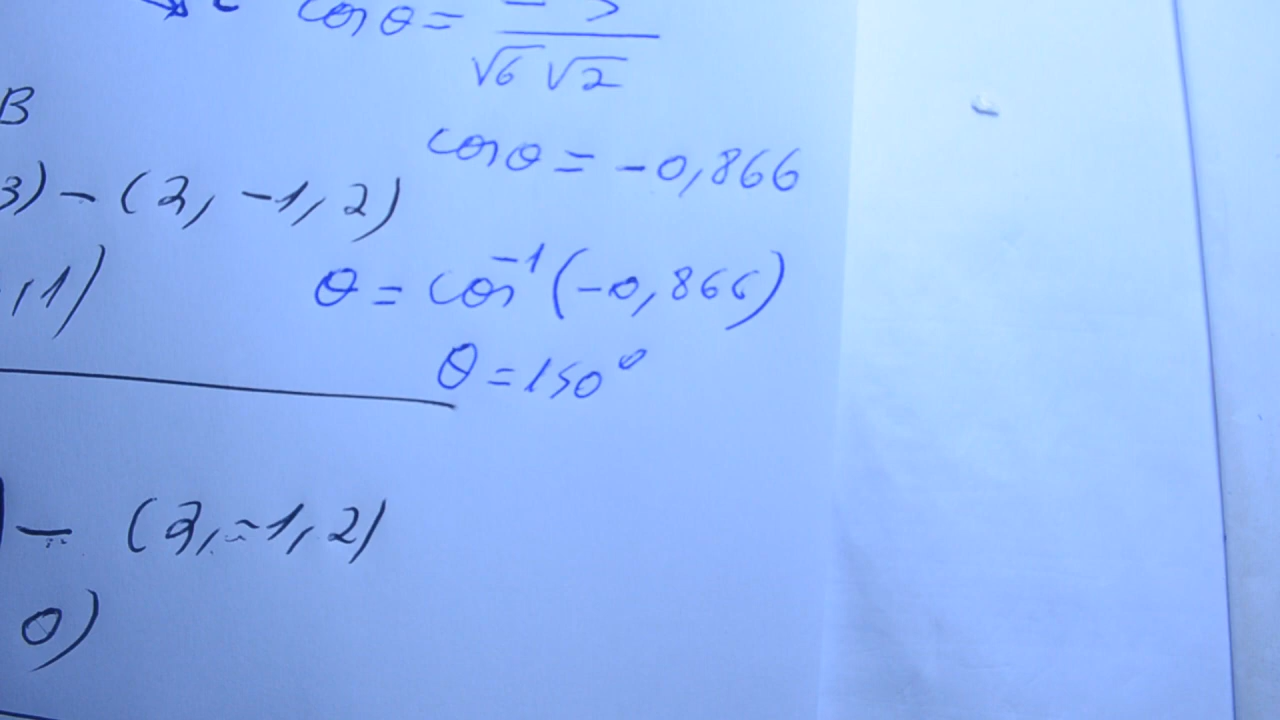 cos θ = -3 / √6 √2
B
cos θ = -0,866
3) - (2, -1, 2)
, 1)
θ = cos⁻¹ (-0,866)
θ = 150°
- (2, -1, 2)
0)